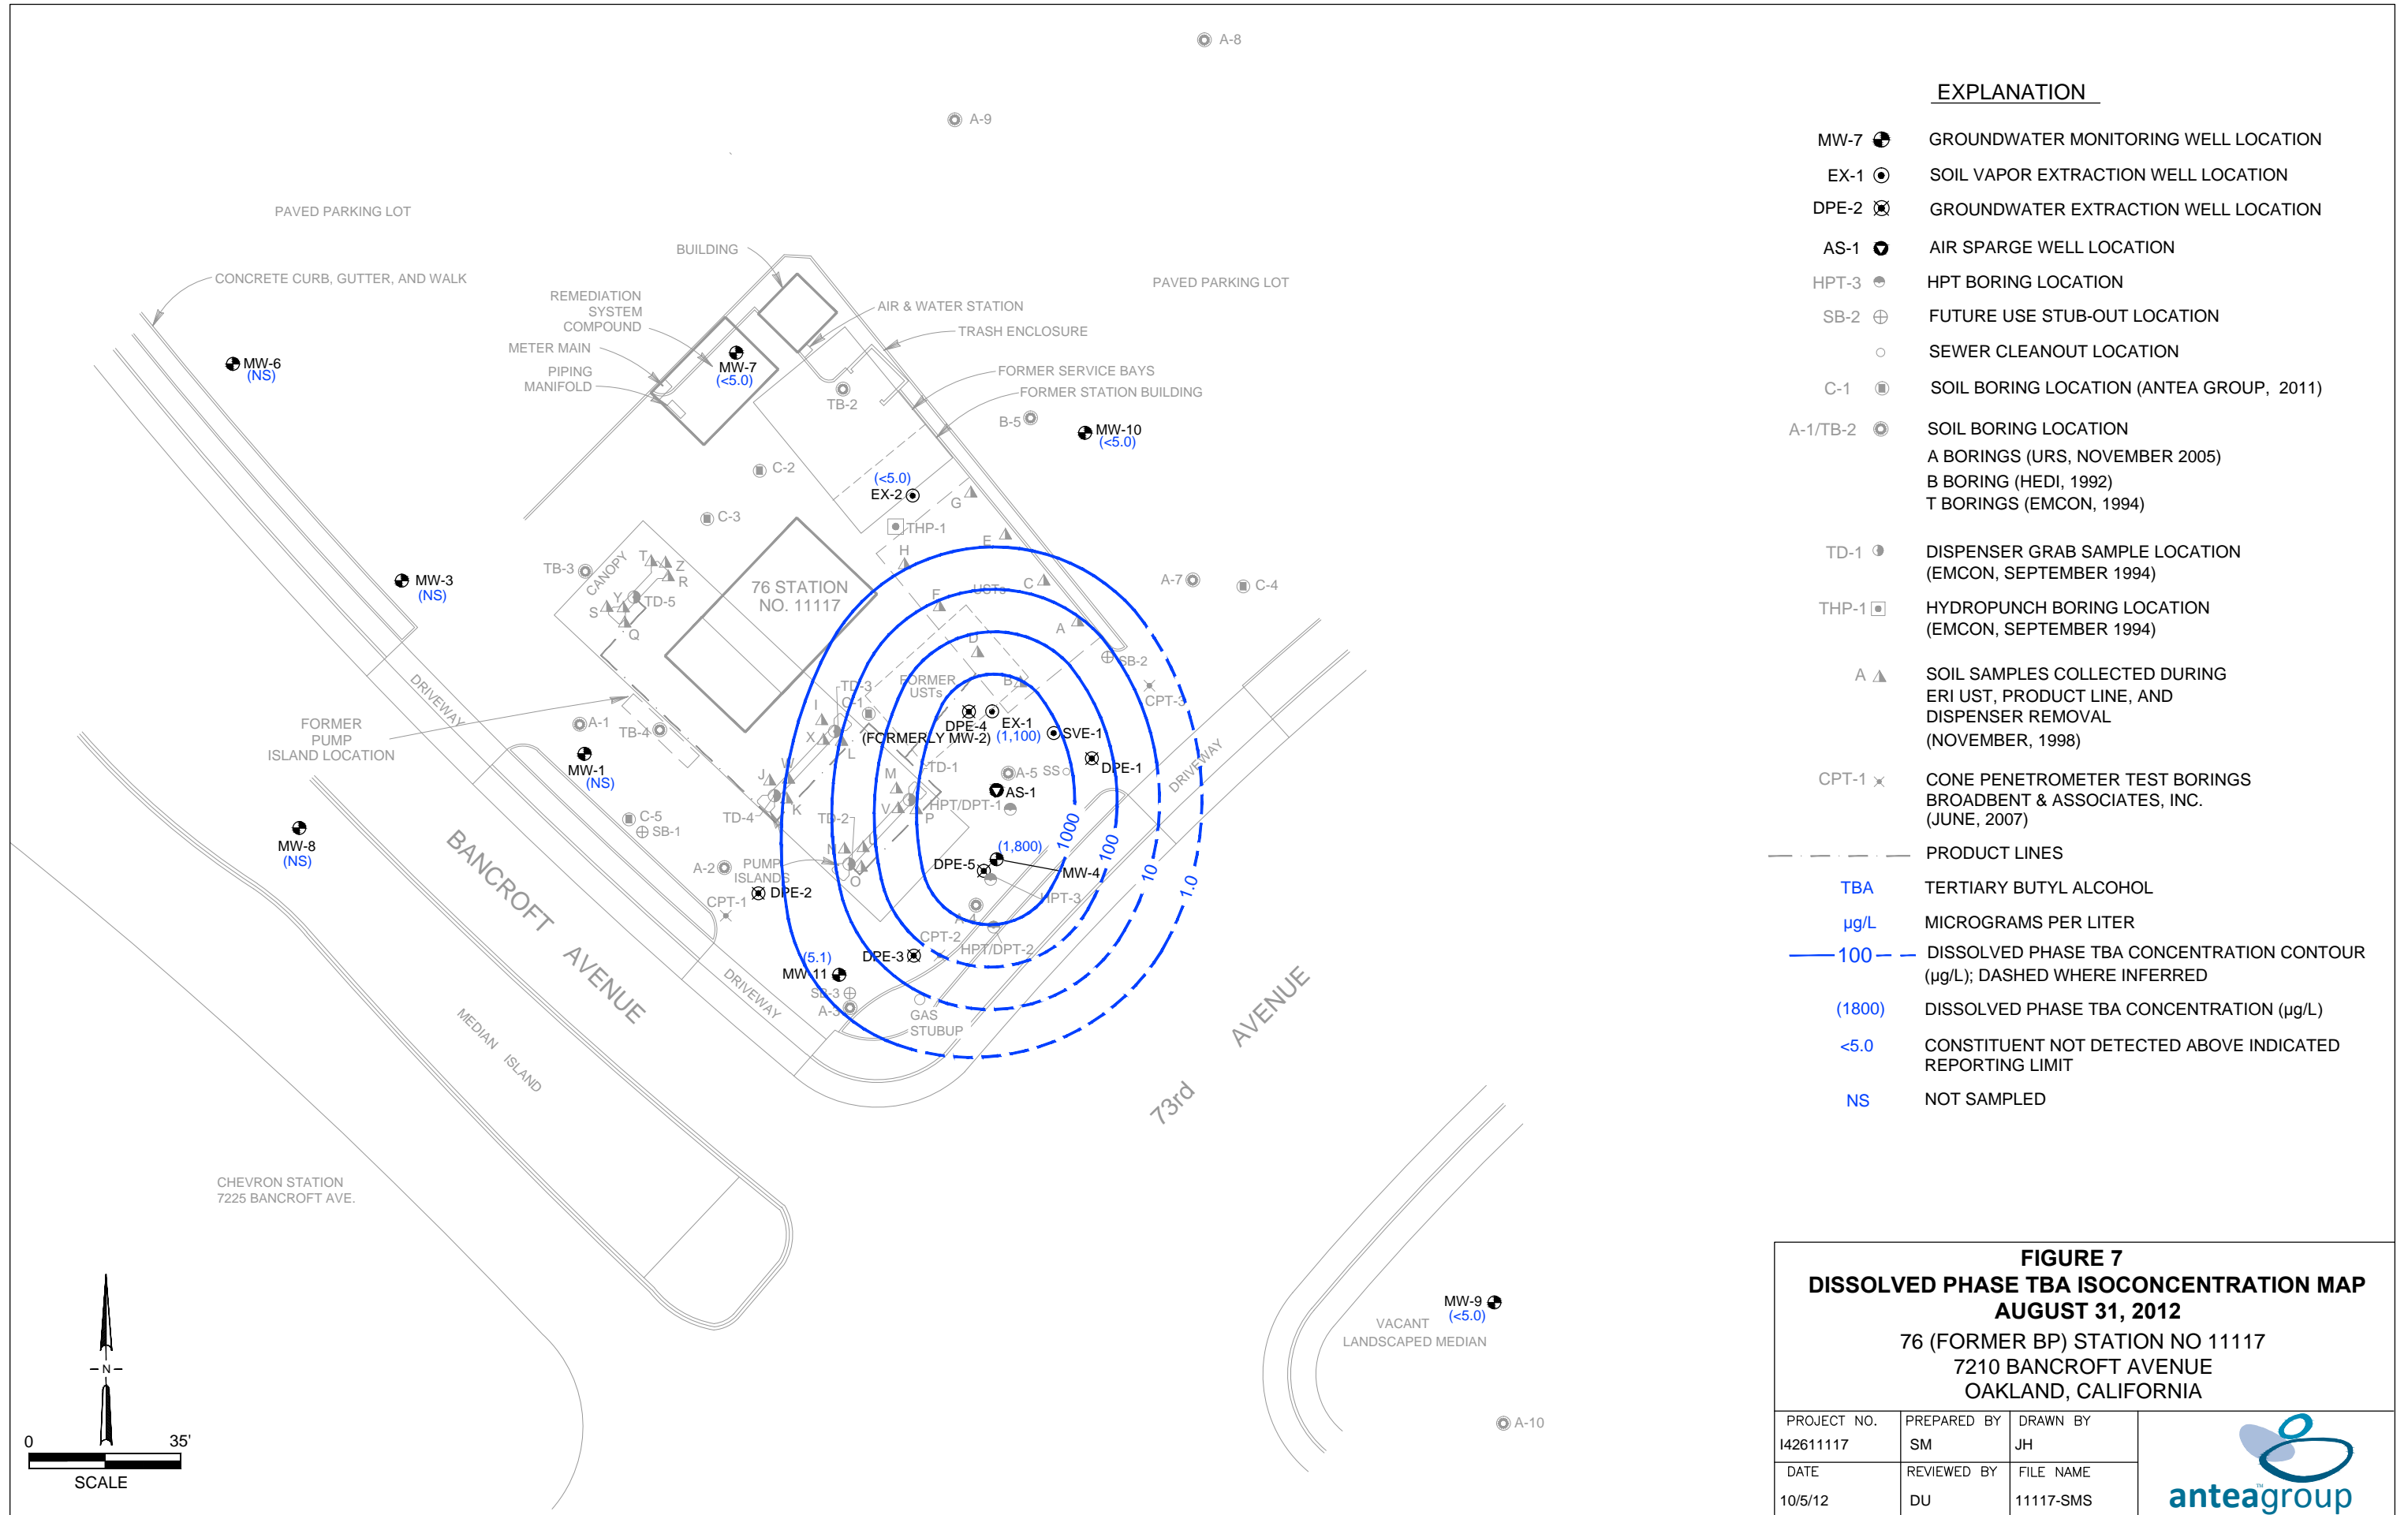 A-8
A-9
PAVED PARKING LOT
BUILDING
CONCRETE CURB, GUTTER, AND WALK
PAVED PARKING LOT
REMEDIATION
SYSTEM
COMPOUND
AIR & WATER STATION
TRASH ENCLOSURE
METER MAIN
PIPING
MANIFOLD
MW-6
(NS)
MW-7
(<5.0)
FORMER SERVICE BAYS
FORMER STATION BUILDING
TB-2
B-5
MW-10
(<5.0)
C-2
(<5.0)
EX-2
G
C-3
THP-1
E
H
T
Z
R
TB-3
CANOPY
76 STATION
NO. 11117
USTs
C
A-7
C-4
MW-3
(NS)
Y
TD-5
S
Q
F
A
D
SB-2
DRIVEWAY
TD-3
FORMER
USTs
B
C-1
CPT-3
I
FORMER
PUMP
ISLAND LOCATION
A-1
TB-4
DPE-4
EX-1
(FORMERLY MW-2)
(1,100)
SVE-1
X
L
MW-1
(NS)
J
W
M
TD-1
A-5
SS
DPE-1
DRIVEWAY
AS-1
HPT/DPT-1
K
V
P
C-5
SB-1
TD-4
TD-2
1000
100
10
1.0
MW-8
(NS)
N
U
(1,800)
DPE-5
MW-4
A-2
PUMP
ISLANDS
O
HPT-3
DPE-2
CPT-1
A-4
CPT-2
HPT/DPT-2
BANCROFT AVENUE
(5.1)
MW-11
DPE-3
DRIVEWAY
SB-3
A-3
GAS
STUBUP
73rd AVENUE
MEDIAN ISLAND
CHEVRON STATION
7225 BANCROFT AVE.
MW-9
(<5.0)
VACANT
LANDSCAPED MEDIAN
A-10
N
0 35'
SCALE
EXPLANATION
MW-7 GROUNDWATER MONITORING WELL LOCATION
EX-1 SOIL VAPOR EXTRACTION WELL LOCATION
DPE-2 GROUNDWATER EXTRACTION WELL LOCATION
AS-1 AIR SPARGE WELL LOCATION
HPT-3 HPT BORING LOCATION
SB-2 FUTURE USE STUB-OUT LOCATION
SEWER CLEANOUT LOCATION
C-1 SOIL BORING LOCATION (ANTEA GROUP, 2011)
A-1/TB-2 SOIL BORING LOCATION
A BORINGS (URS, NOVEMBER 2005)
B BORING (HEDI, 1992)
T BORINGS (EMCON, 1994)
TD-1 DISPENSER GRAB SAMPLE LOCATION
(EMCON, SEPTEMBER 1994)
THP-1 HYDROPUNCH BORING LOCATION
(EMCON, SEPTEMBER 1994)
A SOIL SAMPLES COLLECTED DURING
ERI UST, PRODUCT LINE, AND
DISPENSER REMOVAL
(NOVEMBER, 1998)
CPT-1 CONE PENETROMETER TEST BORINGS
BROADBENT & ASSOCIATES, INC.
(JUNE, 2007)
PRODUCT LINES
TBA TERTIARY BUTYL ALCOHOL
µg/L MICROGRAMS PER LITER
100 DISSOLVED PHASE TBA CONCENTRATION CONTOUR
(µg/L); DASHED WHERE INFERRED
(1800) DISSOLVED PHASE TBA CONCENTRATION (µg/L)
<5.0 CONSTITUENT NOT DETECTED ABOVE INDICATED
REPORTING LIMIT
NS NOT SAMPLED
FIGURE 7
DISSOLVED PHASE TBA ISOCONCENTRATION MAP
AUGUST 31, 2012
76 (FORMER BP) STATION NO 11117
7210 BANCROFT AVENUE
OAKLAND, CALIFORNIA
PROJECT NO. PREPARED BY DRAWN BY
I42611117 SM JH
DATE REVIEWED BY FILE NAME
10/5/12 DU 11117-SMS
anteagroup™